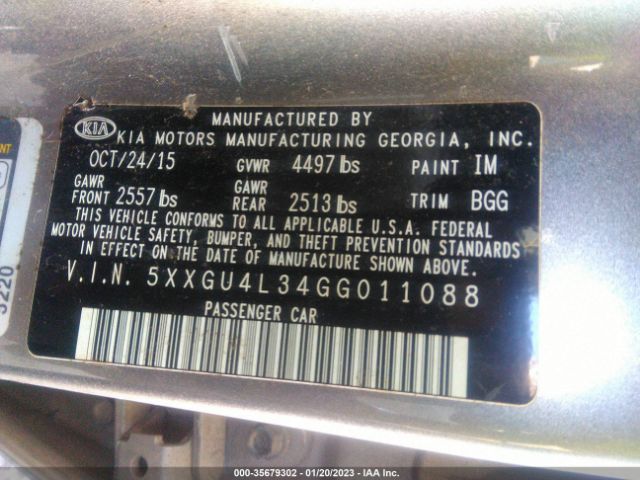 MANUFACTURED BY
KIA KIA MOTORS MANUFACTURING GEORGIA, INC.
OCT/24/15 GVWR 4497 lbs PAINT IM
GAWR FRONT 2557 lbs GAWR REAR 2513 lbs TRIM BGG
THIS VEHICLE CONFORMS TO ALL APPLICABLE U.S.A. FEDERAL
MOTOR VEHICLE SAFETY, BUMPER, AND THEFT PREVENTION STANDARDS
IN EFFECT ON THE DATE OF MANUFACTURE SHOWN ABOVE.
V.I.N. 5XXGU4L34GG011088
PASSENGER CAR
3220
000-35679302 - 01/20/2023 - IAA Inc.